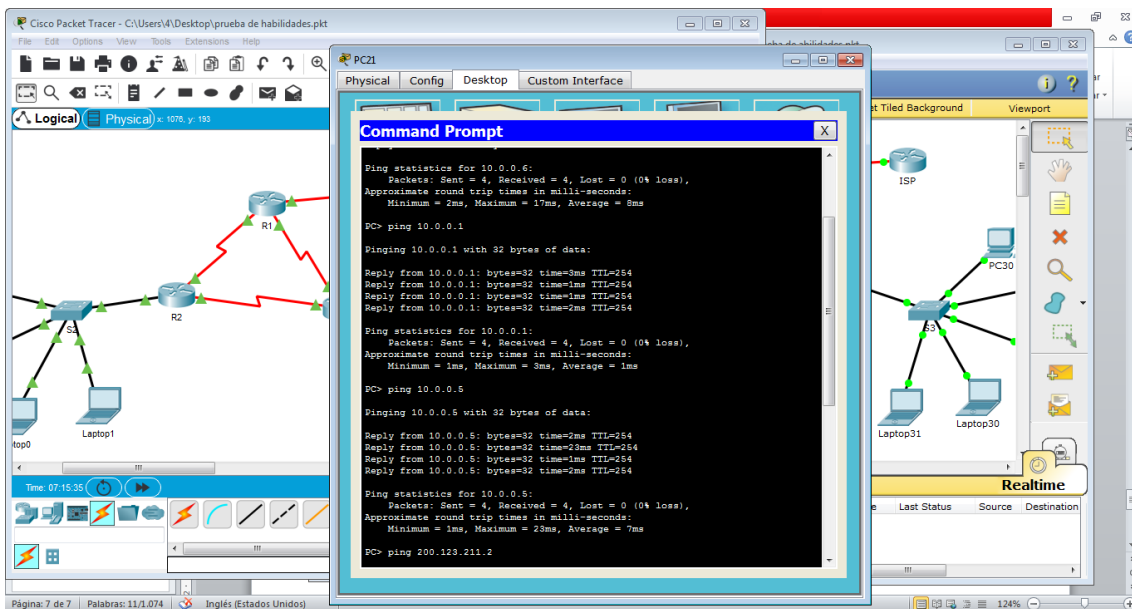 Cisco Packet Tracer - C:\Users\4\Desktop\prueba de habilidades.pkt
File Edit Options View Tools Extensions Help
Logical
Physical
x: 1076, y: 193
R1
R2
S2
Laptop1
top0
Time: 07:15:35
PC21
Physical
Config
Desktop
Custom Interface
Command Prompt
X
Ping statistics for 10.0.0.6:
Packets: Sent = 4, Received = 4, Lost = 0 (0% loss),
Approximate round trip times in milli-seconds:
Minimum = 2ms, Maximum = 17ms, Average = 8ms
PC> ping 10.0.0.1
Pinging 10.0.0.1 with 32 bytes of data:
Reply from 10.0.0.1: bytes=32 time=3ms TTL=254
Reply from 10.0.0.1: bytes=32 time=1ms TTL=254
Reply from 10.0.0.1: bytes=32 time=1ms TTL=254
Reply from 10.0.0.1: bytes=32 time=2ms TTL=254
Ping statistics for 10.0.0.1:
Packets: Sent = 4, Received = 4, Lost = 0 (0% loss),
Approximate round trip times in milli-seconds:
Minimum = 1ms, Maximum = 3ms, Average = 1ms
PC> ping 10.0.0.5
Pinging 10.0.0.5 with 32 bytes of data:
Reply from 10.0.0.5: bytes=32 time=2ms TTL=254
Reply from 10.0.0.5: bytes=32 time=23ms TTL=254
Reply from 10.0.0.5: bytes=32 time=1ms TTL=254
Reply from 10.0.0.5: bytes=32 time=2ms TTL=254
Ping statistics for 10.0.0.5:
Packets: Sent = 4, Received = 4, Lost = 0 (0% loss),
Approximate round trip times in milli-seconds:
Minimum = 1ms, Maximum = 23ms, Average = 7ms
PC> ping 200.123.211.2
Tiled Background
Viewport
ISP
PC30
S3
Laptop31
Laptop30
Realtime
Last Status
Source
Destination
Página: 7 de 7
Palabras: 11/1.074
Inglés (Estados Unidos)
124%